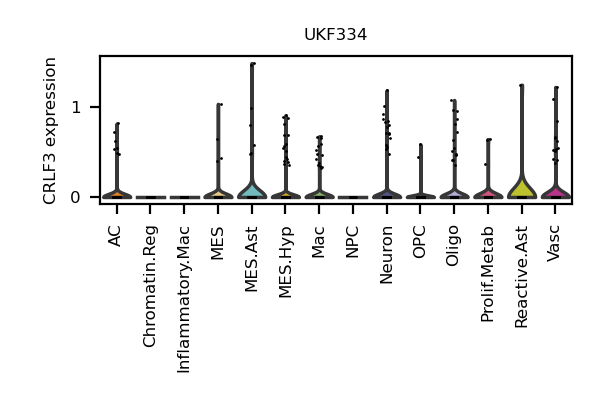 UKF334
CRLF3 expression
1
0
AC
Chromatin.Reg
Inflammatory.Mac
MES
MES.Ast
MES.Hyp
Mac
NPC
Neuron
OPC
Oligo
Prolif.Metab
Reactive.Ast
Vasc